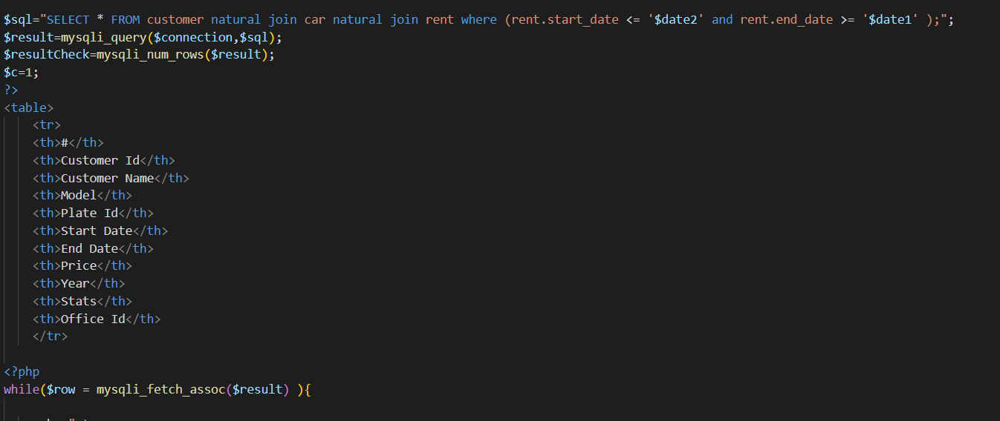 $sql="SELECT * FROM customer natural join car natural join rent where (rent.start_date <= '$date2' and rent.end_date >= '$date1' );";
$result=mysqli_query($connection,$sql);
$resultCheck=mysqli_num_rows($result);
$c=1;
?>
<table>
<tr>
<th>#</th>
<th>Customer Id</th>
<th>Customer Name</th>
<th>Model</th>
<th>Plate Id</th>
<th>Start Date</th>
<th>End Date</th>
<th>Price</th>
<th>Year</th>
<th>Stats</th>
<th>Office Id</th>
</tr>
<?php
while($row = mysqli_fetch_assoc($result) ){